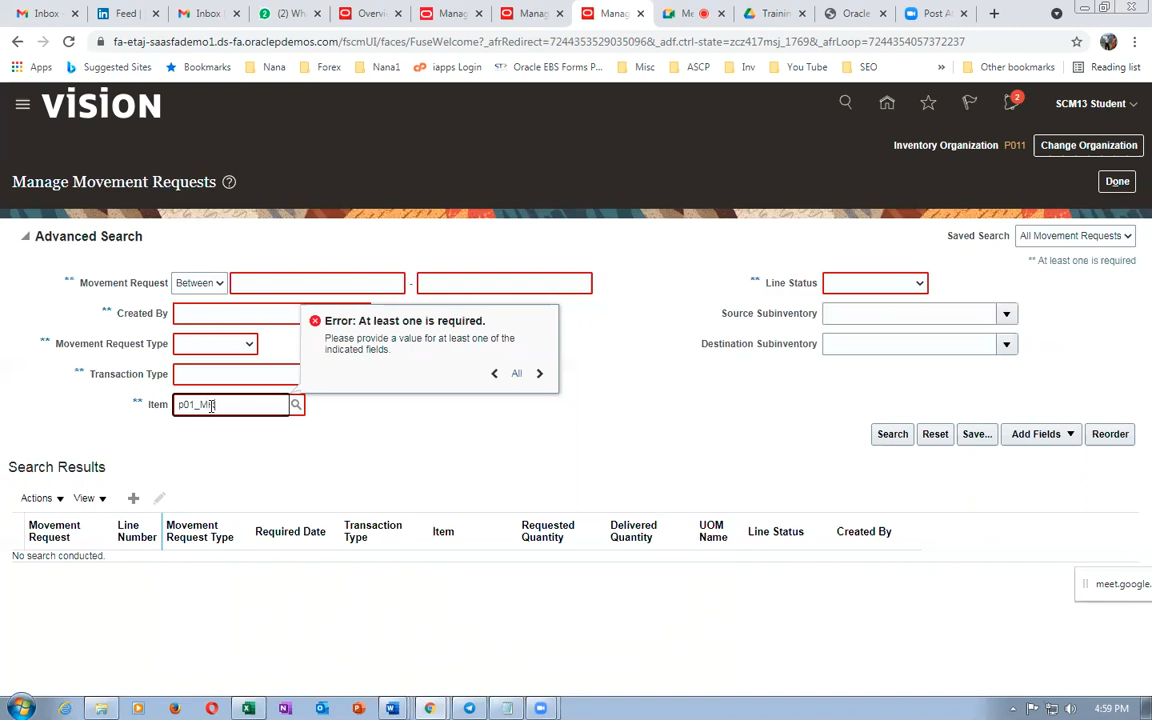 Inbox -
Feed |
Inbox (
(2) Wh
Overvi
Manag
Manag
Manag
Me
Trainin
Oracle
Post A
fa-etaj-saasfademo1.ds-fa.oraclepdemos.com/fscmUI/faces/FuseWelcome?_afrRedirect=724435352903509​6&_adf.ctrl-state=zcz417msj_1769&_afrLoop=7244354057372237
Apps Suggested Sites Bookmarks Nana Forex Nana1 iapps Login Oracle EBS Forms P... Misc ASCP Inv You Tube SEO » Other bookmarks Reading list
VISION
2
SCM13 Student
Inventory Organization P011 Change Organization
Manage Movement Requests ?
Done
Advanced Search
Saved Search All Movement Requests
** At least one is required
** Movement Request Between -
** Line Status
** Created By
Source Subinventory
** Movement Request Type
Destination Subinventory
** Transaction Type
Error: At least one is required.
Please provide a value for at least one of the
indicated fields.
All
** Item
Search Reset Save... Add Fields Reorder
Search Results
Actions View
Movement Request
Line Number
Movement Request Type
Required Date
Transaction Type
Item
Requested Quantity
Delivered Quantity
UOM Name
Line Status
Created By
No search conducted.
meet.google.
4:59 PM